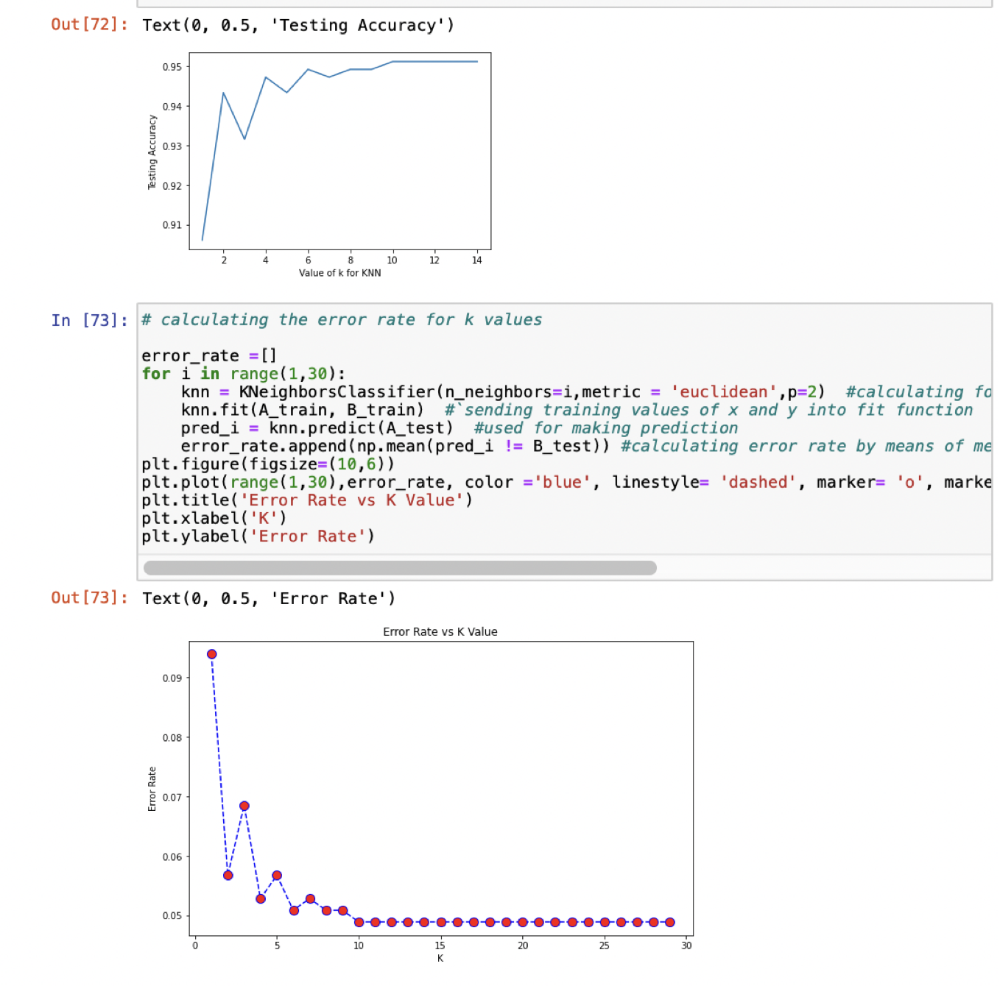 Out[72]: Text(0, 0.5, 'Testing Accuracy')
0.95
0.94
0.93
0.92
0.91
Testing Accuracy
2 4 6 8 10 12 14
Value of k for KNN
In [73]: # calculating the error rate for k values
error_rate =[]
for i in range(1,30):
    knn = KNeighborsClassifier(n_neighbors=i,metric = 'euclidean',p=2)  #calculating fo
    knn.fit(A_train, B_train)  #`sending training values of x and y into fit function
    pred_i = knn.predict(A_test)  #used for making prediction
    error_rate.append(np.mean(pred_i != B_test)) #calculating error rate by means of me
plt.figure(figsize=(10,6))
plt.plot(range(1,30),error_rate, color ='blue', linestyle= 'dashed', marker= 'o', marke
plt.title('Error Rate vs K Value')
plt.xlabel('K')
plt.ylabel('Error Rate')
Out[73]: Text(0, 0.5, 'Error Rate')
Error Rate vs K Value
0.09
0.08
0.07
0.06
0.05
Error Rate
0 5 10 15 20 25 30
K